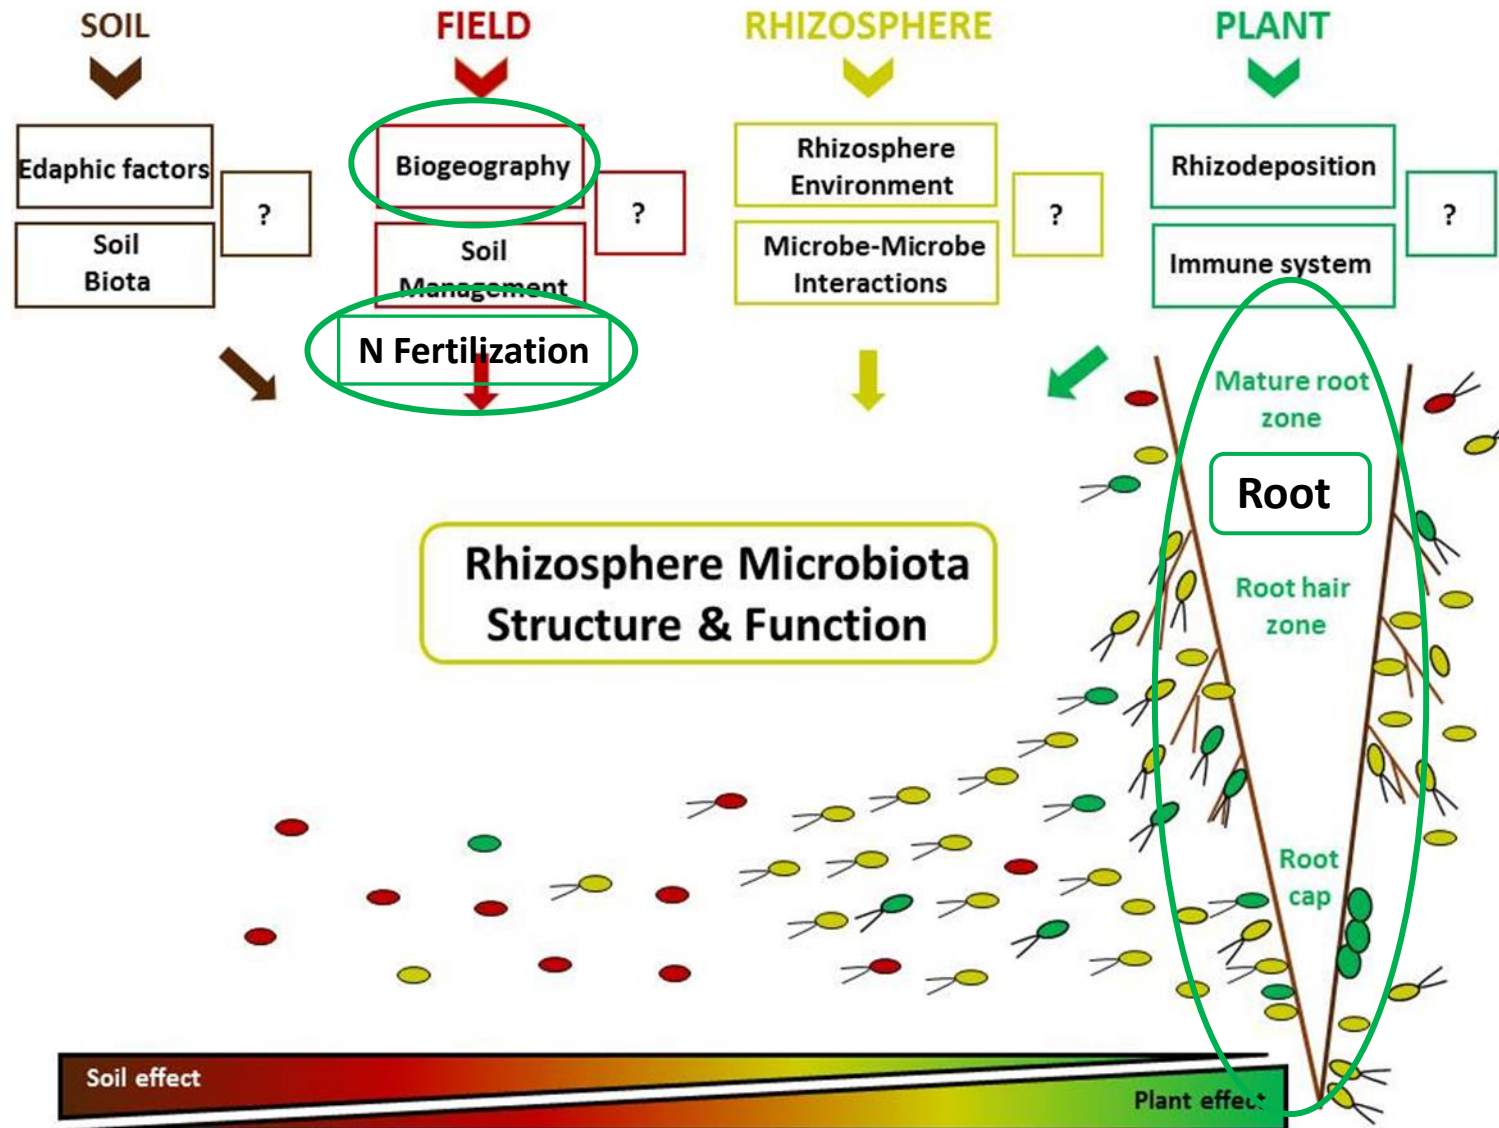 SOIL
FIELD
RHIZOSPHERE
PLANT
Edaphic factors
?
Soil
Biota
Biogeography
?
Soil
Management
N Fertilization
Rhizosphere
Environment
?
Microbe-Microbe
Interactions
Rhizodeposition
?
Immune system
Mature root
zone
Root
Root hair
zone
Root
cap
Rhizosphere Microbiota
Structure & Function
Soil effect
Plant effect